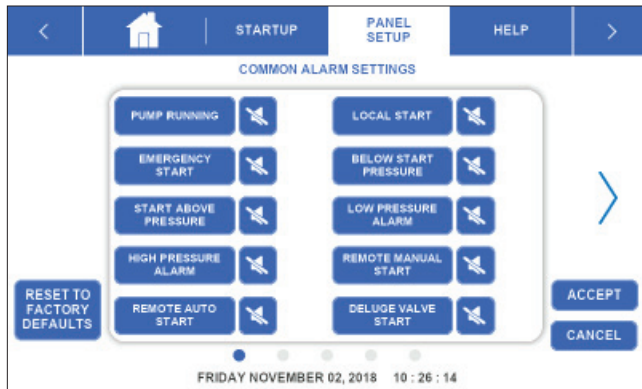 STARTUP
PANEL
SETUP
HELP
COMMON ALARM SETTINGS
PUMP RUNNING
LOCAL START
EMERGENCY
START
BELOW START
PRESSURE
START ABOVE
PRESSURE
LOW PRESSURE
ALARM
HIGH PRESSURE
ALARM
REMOTE MANUAL
START
REMOTE AUTO
START
DELUGE VALVE
START
RESET TO
FACTORY
DEFAULTS
ACCEPT
CANCEL
FRIDAY NOVEMBER 02, 2018 10 : 26 : 14